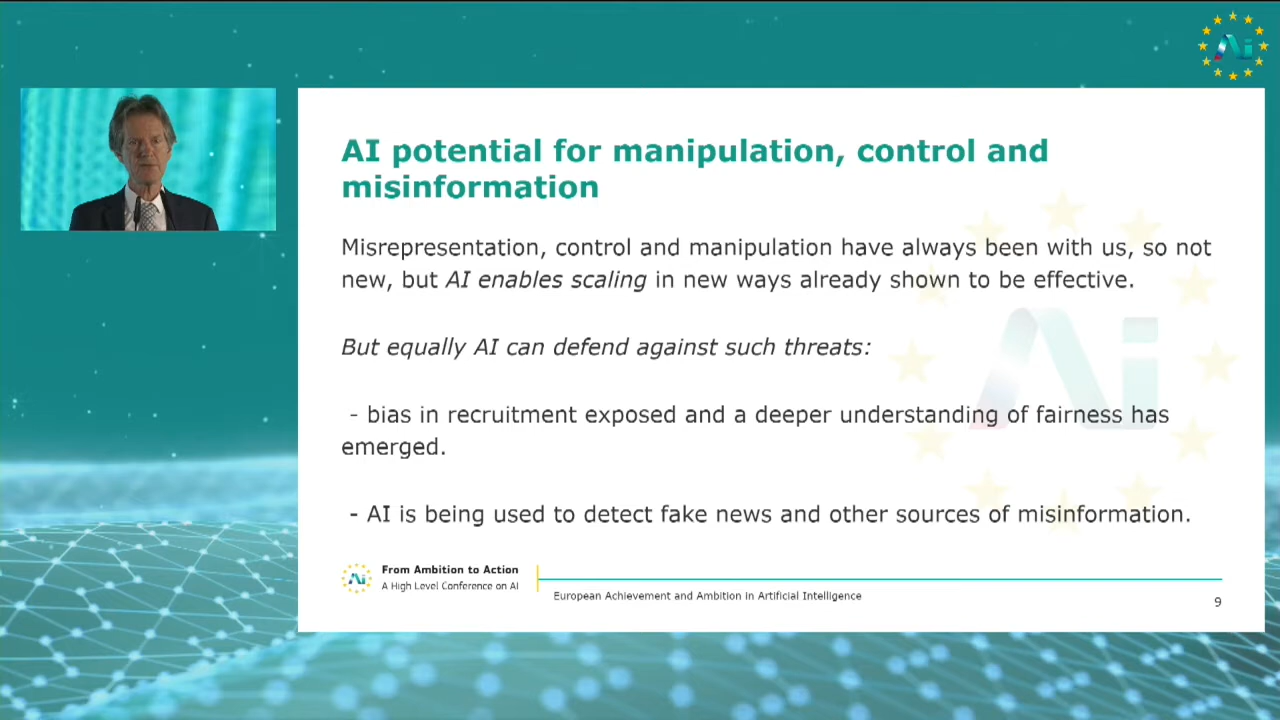 Ai
AI potential for manipulation, control and
misinformation
Misrepresentation, control and manipulation have always been with us, so not
new, but AI enables scaling in new ways already shown to be effective.
But equally AI can defend against such threats:
- bias in recruitment exposed and a deeper understanding of fairness has
emerged.
- AI is being used to detect fake news and other sources of misinformation.
Ai
Ai
From Ambition to Action
A High Level Conference on AI
European Achievement and Ambition in Artificial Intelligence
9